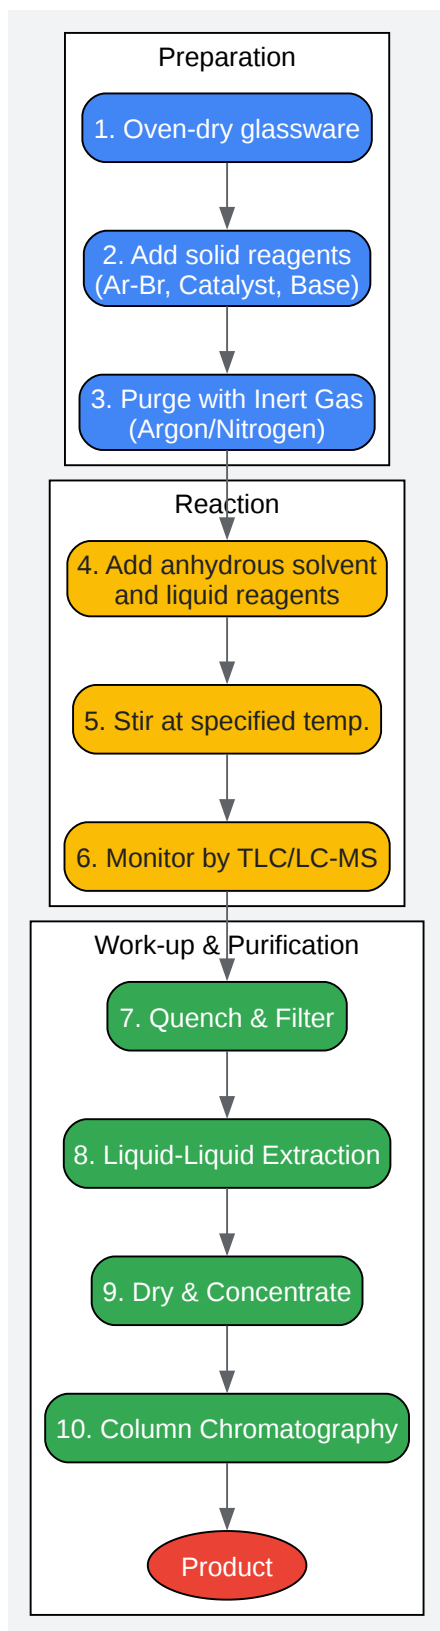 Preparation
1. Oven-dry glassware
2. Add solid reagents
(Ar-Br, Catalyst, Base)
3. Purge with Inert Gas
(Argon/Nitrogen)
Reaction
4. Add anhydrous solvent
and liquid reagents
5. Stir at specified temp.
6. Monitor by TLC/LC-MS
Work-up & Purification
7. Quench & Filter
8. Liquid-Liquid Extraction
9. Dry & Concentrate
10. Column Chromatography
Product